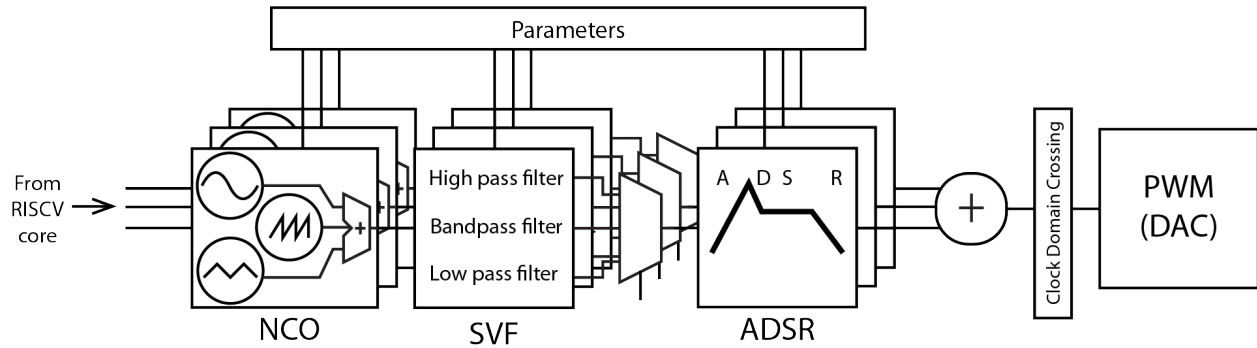 Parameters
From
RISCV
core
+
NCO
High pass filter
Bandpass filter
Low pass filter
SVF
A D S R
ADSR
+
Clock Domain Crossing
PWM
(DAC)